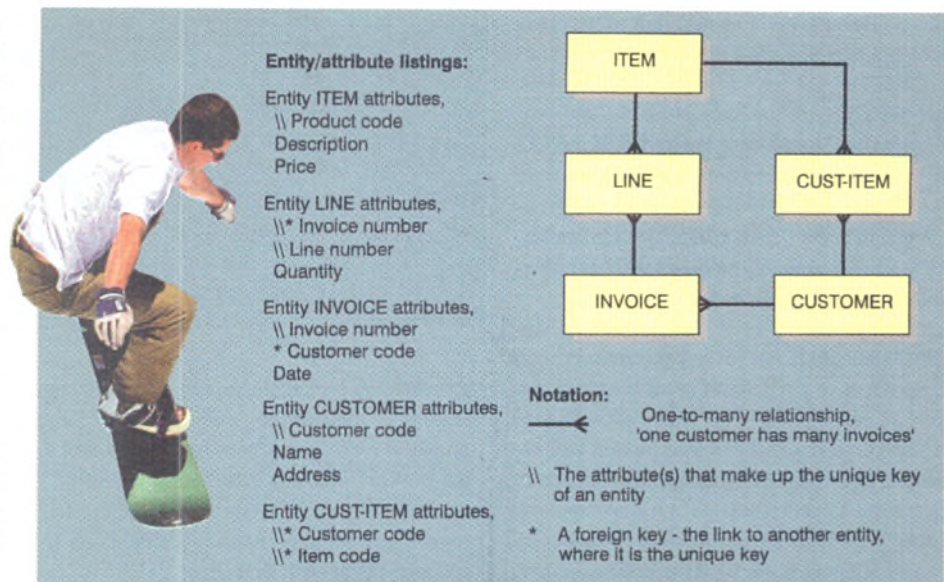 Entity/attribute listings:
Entity ITEM attributes,
\\ Product code
Description
Price
Entity LINE attributes,
\\* Invoice number
\\ Line number
Quantity
Entity INVOICE attributes,
\\ Invoice number
* Customer code
Date
Entity CUSTOMER attributes,
\\ Customer code
Name
Address
Entity CUST-ITEM attributes,
\\* Customer code
\\* Item code
ITEM
LINE
CUST-ITEM
INVOICE
CUSTOMER
Notation:
One-to-many relationship,
'one customer has many invoices'
\\ The attribute(s) that make up the unique key
of an entity
* A foreign key - the link to another entity,
where it is the unique key